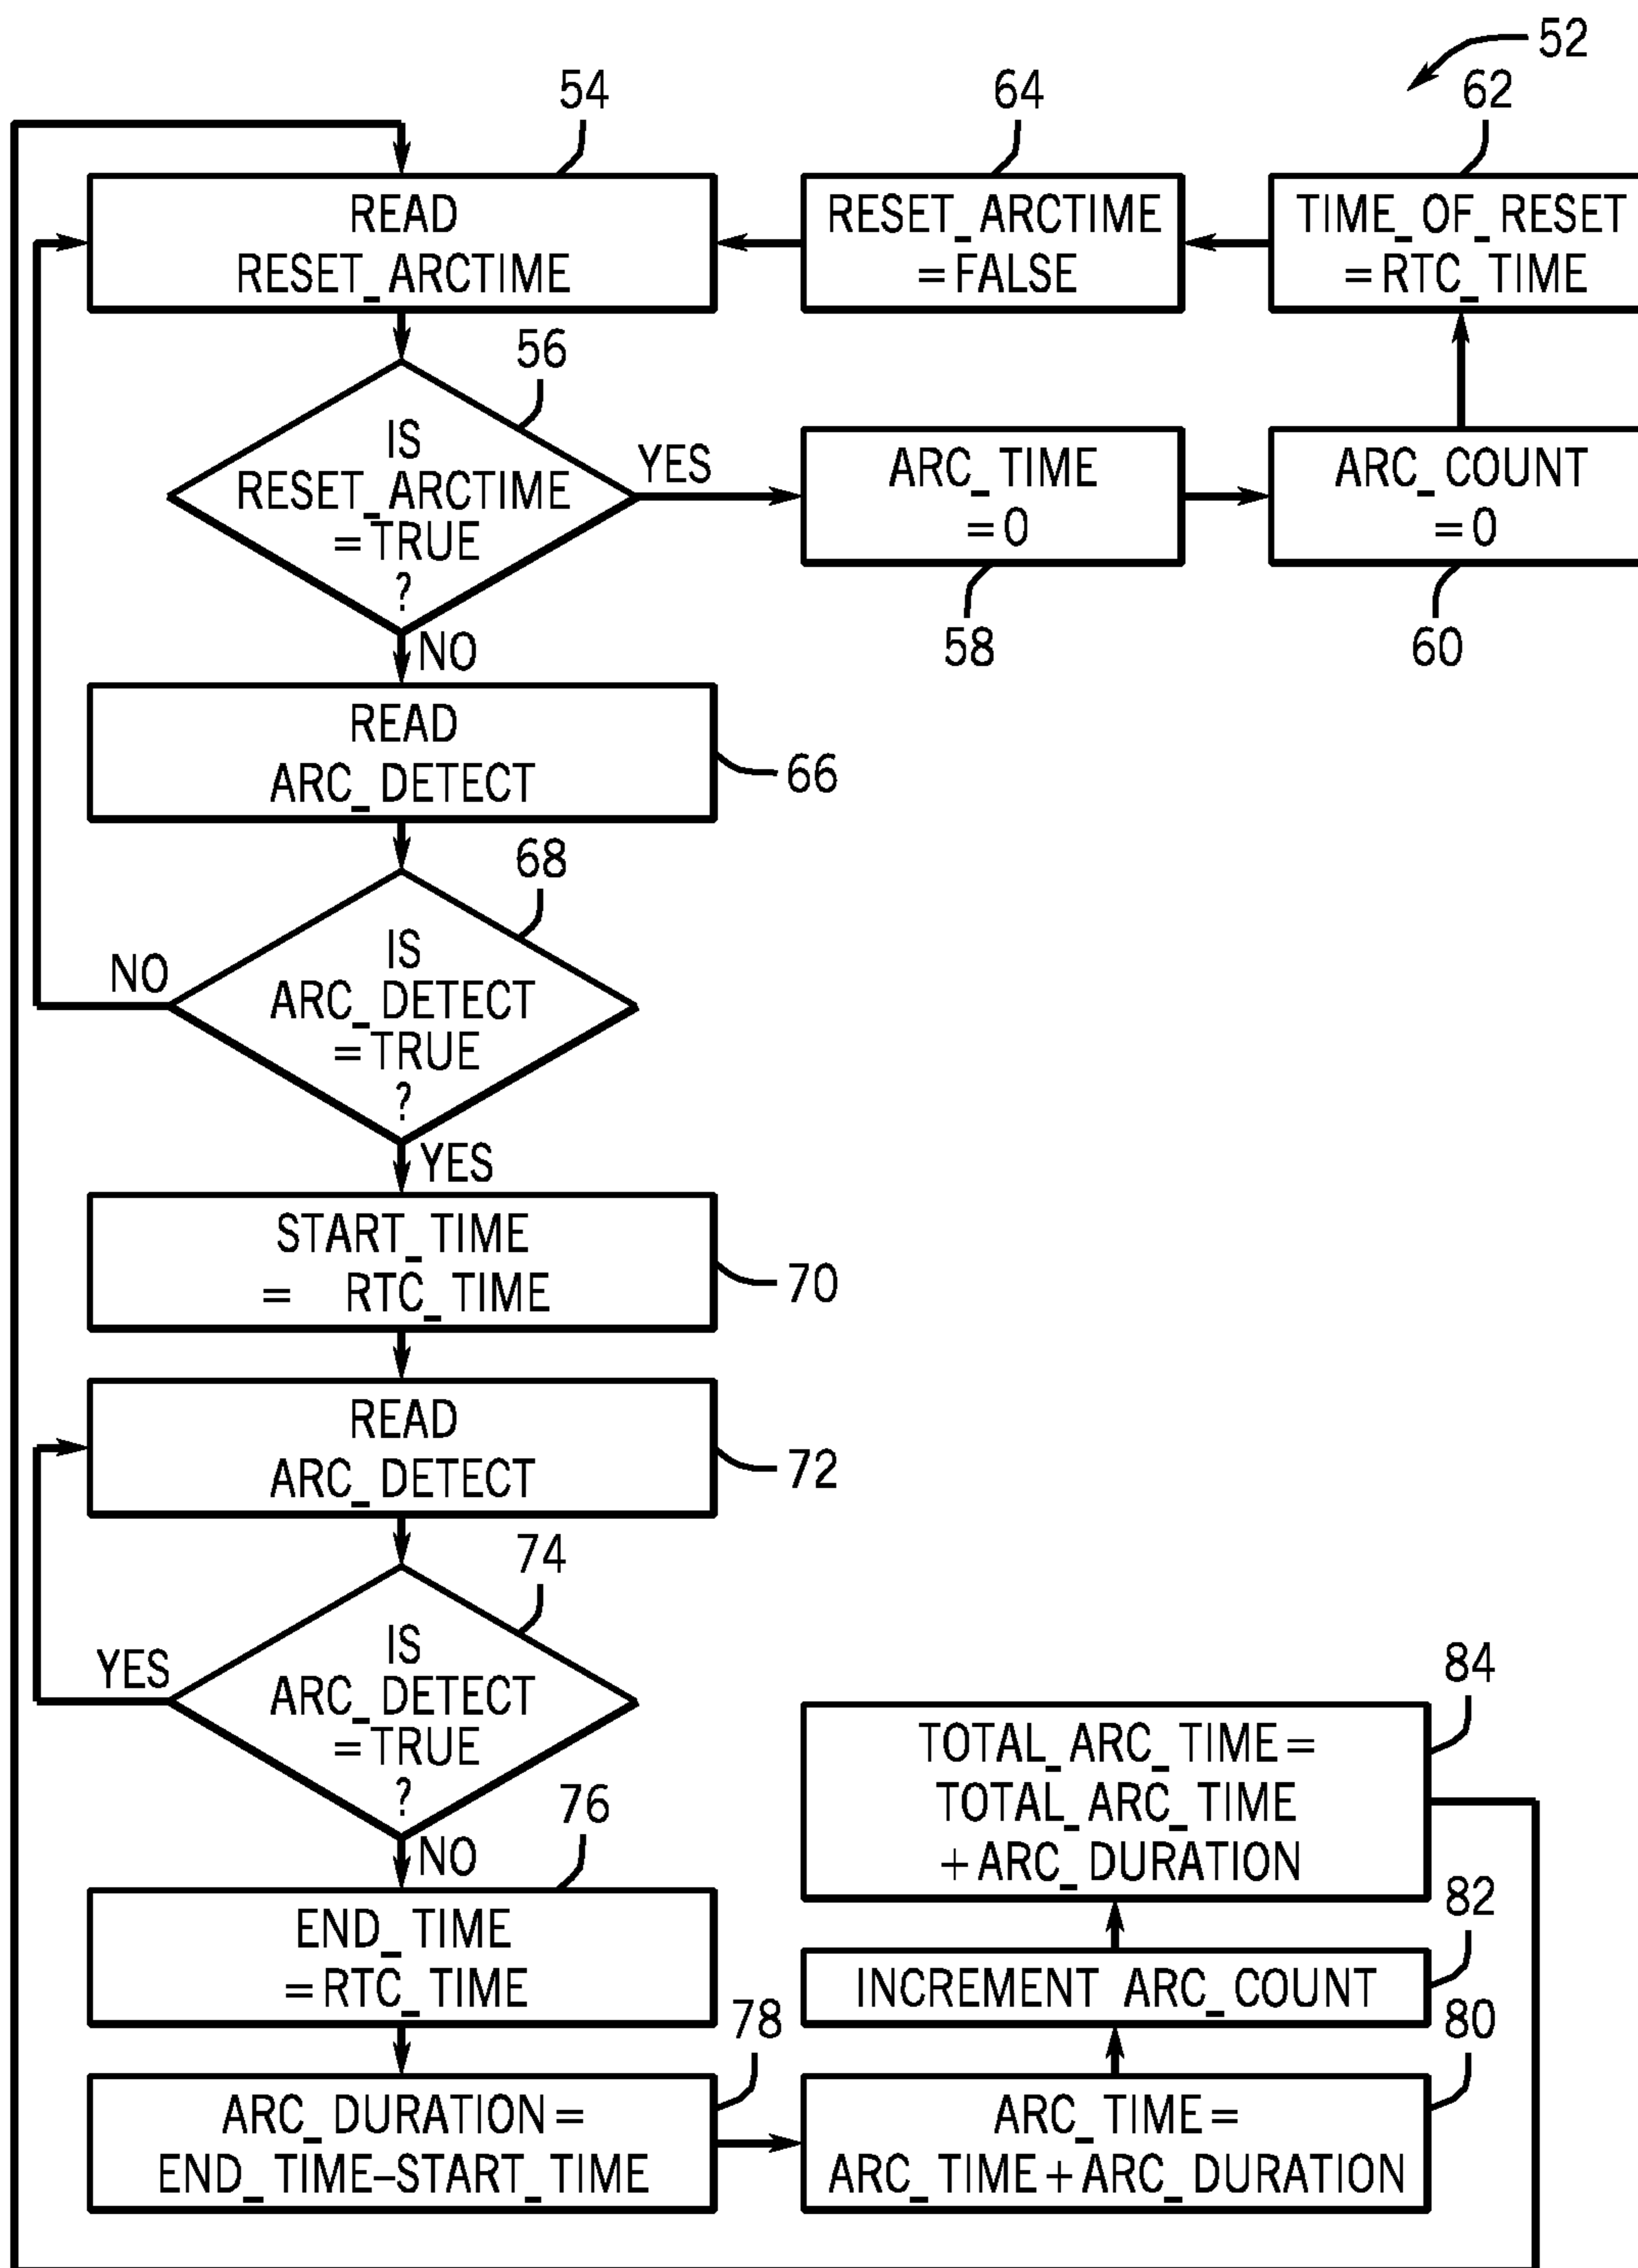 52
54
64
62
READ
RESET_ARCTIME
RESET_ARCTIME
=FALSE
TIME_OF_RESET
=RTC_TIME
56
IS
RESET_ARCTIME
=TRUE
?
YES
ARC_TIME
=0
ARC_COUNT
=0
58
60
NO
READ
ARC_DETECT
66
68
IS
ARC_DETECT
=TRUE
?
NO
YES
START_TIME
= RTC_TIME
70
READ
ARC_DETECT
72
74
IS
ARC_DETECT
=TRUE
?
YES
NO
76
END_TIME
=RTC_TIME
78
ARC_DURATION=
END_TIME–START_TIME
84
TOTAL_ARC_TIME=
TOTAL_ARC_TIME
+ARC_DURATION
82
INCREMENT ARC_COUNT
80
ARC_TIME=
ARC_TIME+ARC_DURATION